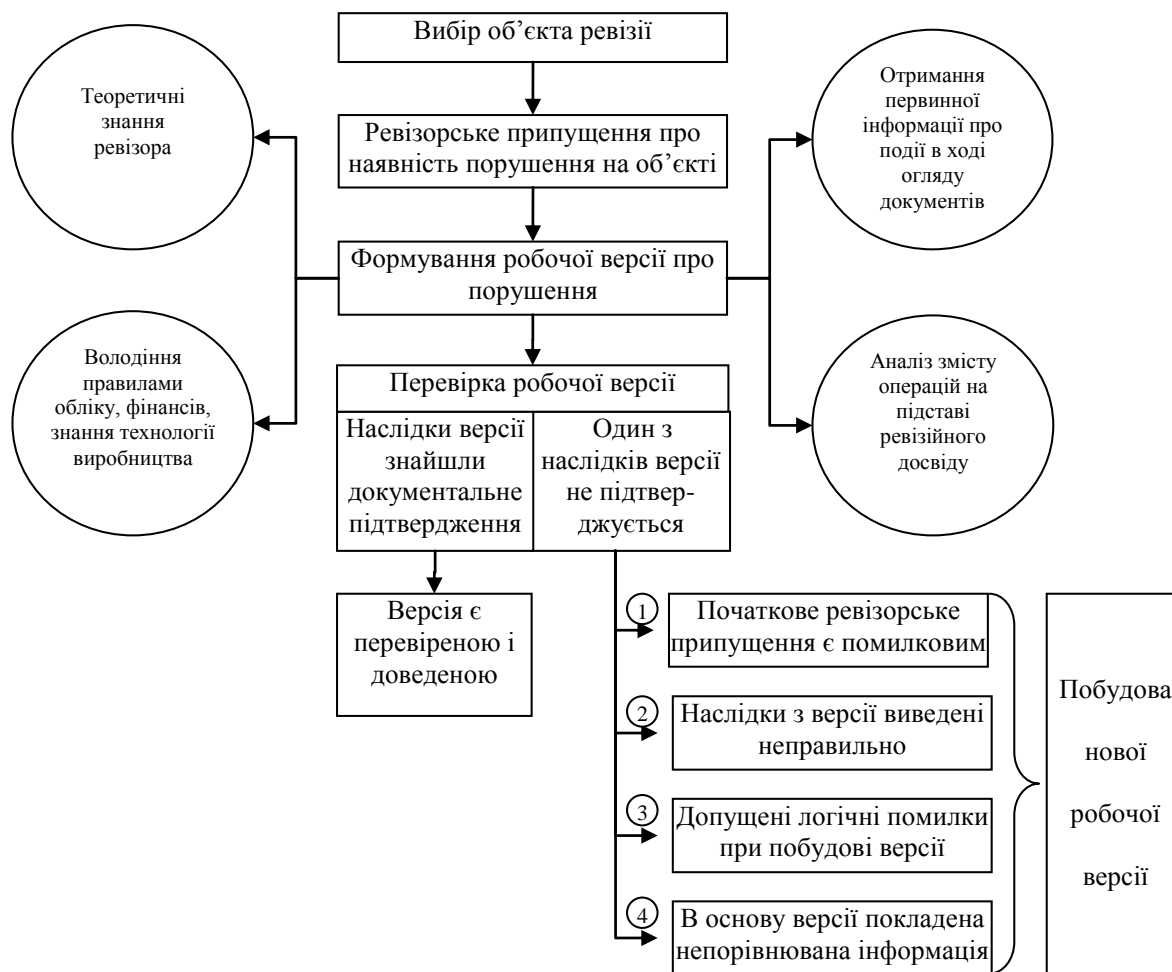 Вибір об’єкта ревізії
Теоретичні
знання
ревізора
Ревізорське припущення про
наявність порушення на об’єкті
Отримання
первинної
інформації про
події в ході
огляду
документів
Формування робочої версії про
порушення
Володіння
правилами
обліку, фінансів,
знання технології
виробництва
Аналіз змісту
операцій на
підставі
ревізійного
досвіду
Перевірка робочої версії
Наслідки версії
знайшли
документальне
підтвердження
Один з
наслідків версії
не підтвер-
джується
Версія є
перевіреною і
доведеною
1
Початкове ревізорське
припущення є помилковим
2
Наслідки з версії виведені
неправильно
3
Допущені логічні помилки
при побудові версії
4
В основу версії покладена
непорівнювана інформація
Побудова
нової
робочої
версії